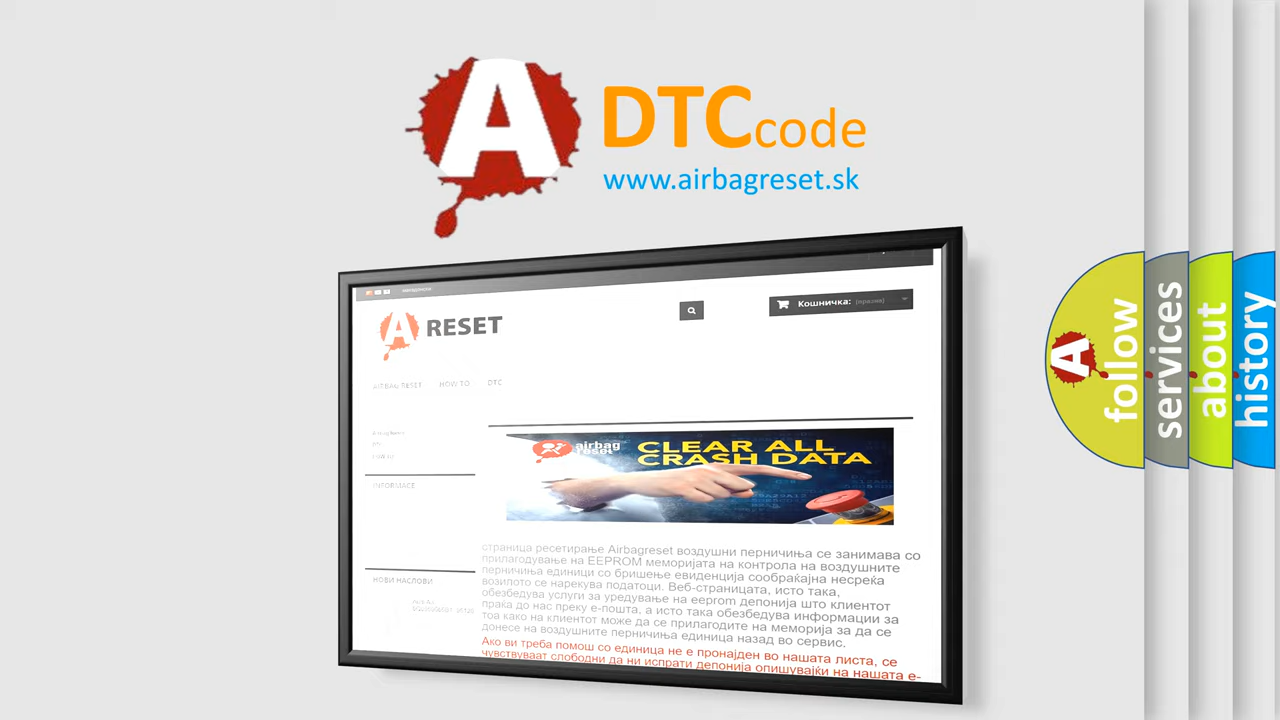 A DTC code
www.airbagreset.sk
A RESET
Кошничка: (празна)
AIRBAG RESET HOW TO DTC
airbag reset
CLEAR ALL
CRASH DATA
INFORMACE
НОВИ НАСЛОВИ
страница ресетирање Airbagreset воздушни перничиња се занимава со
прилагодување на EEPROM меморијата на контрола на воздушните
перничиња единици со бришење евиденција сообраќајна несреќа
возилото се нарекува податоци. Веб-страницата, исто така,
обезбедува услуги за уредување на eeprom депонија што клиентот
праќа до нас преку е-пошта, а исто така обезбедува информации за
тоа како на клиентот може да се прилагодите на меморија за да се
донесе на воздушните перничиња единица назад во сервис.
Ако ви треба помош со единица не е пронајден во нашата листа, се
чувствуваат слободни да ни испрати депонија опишувајќи на нашата е-
A follow
services
about
history